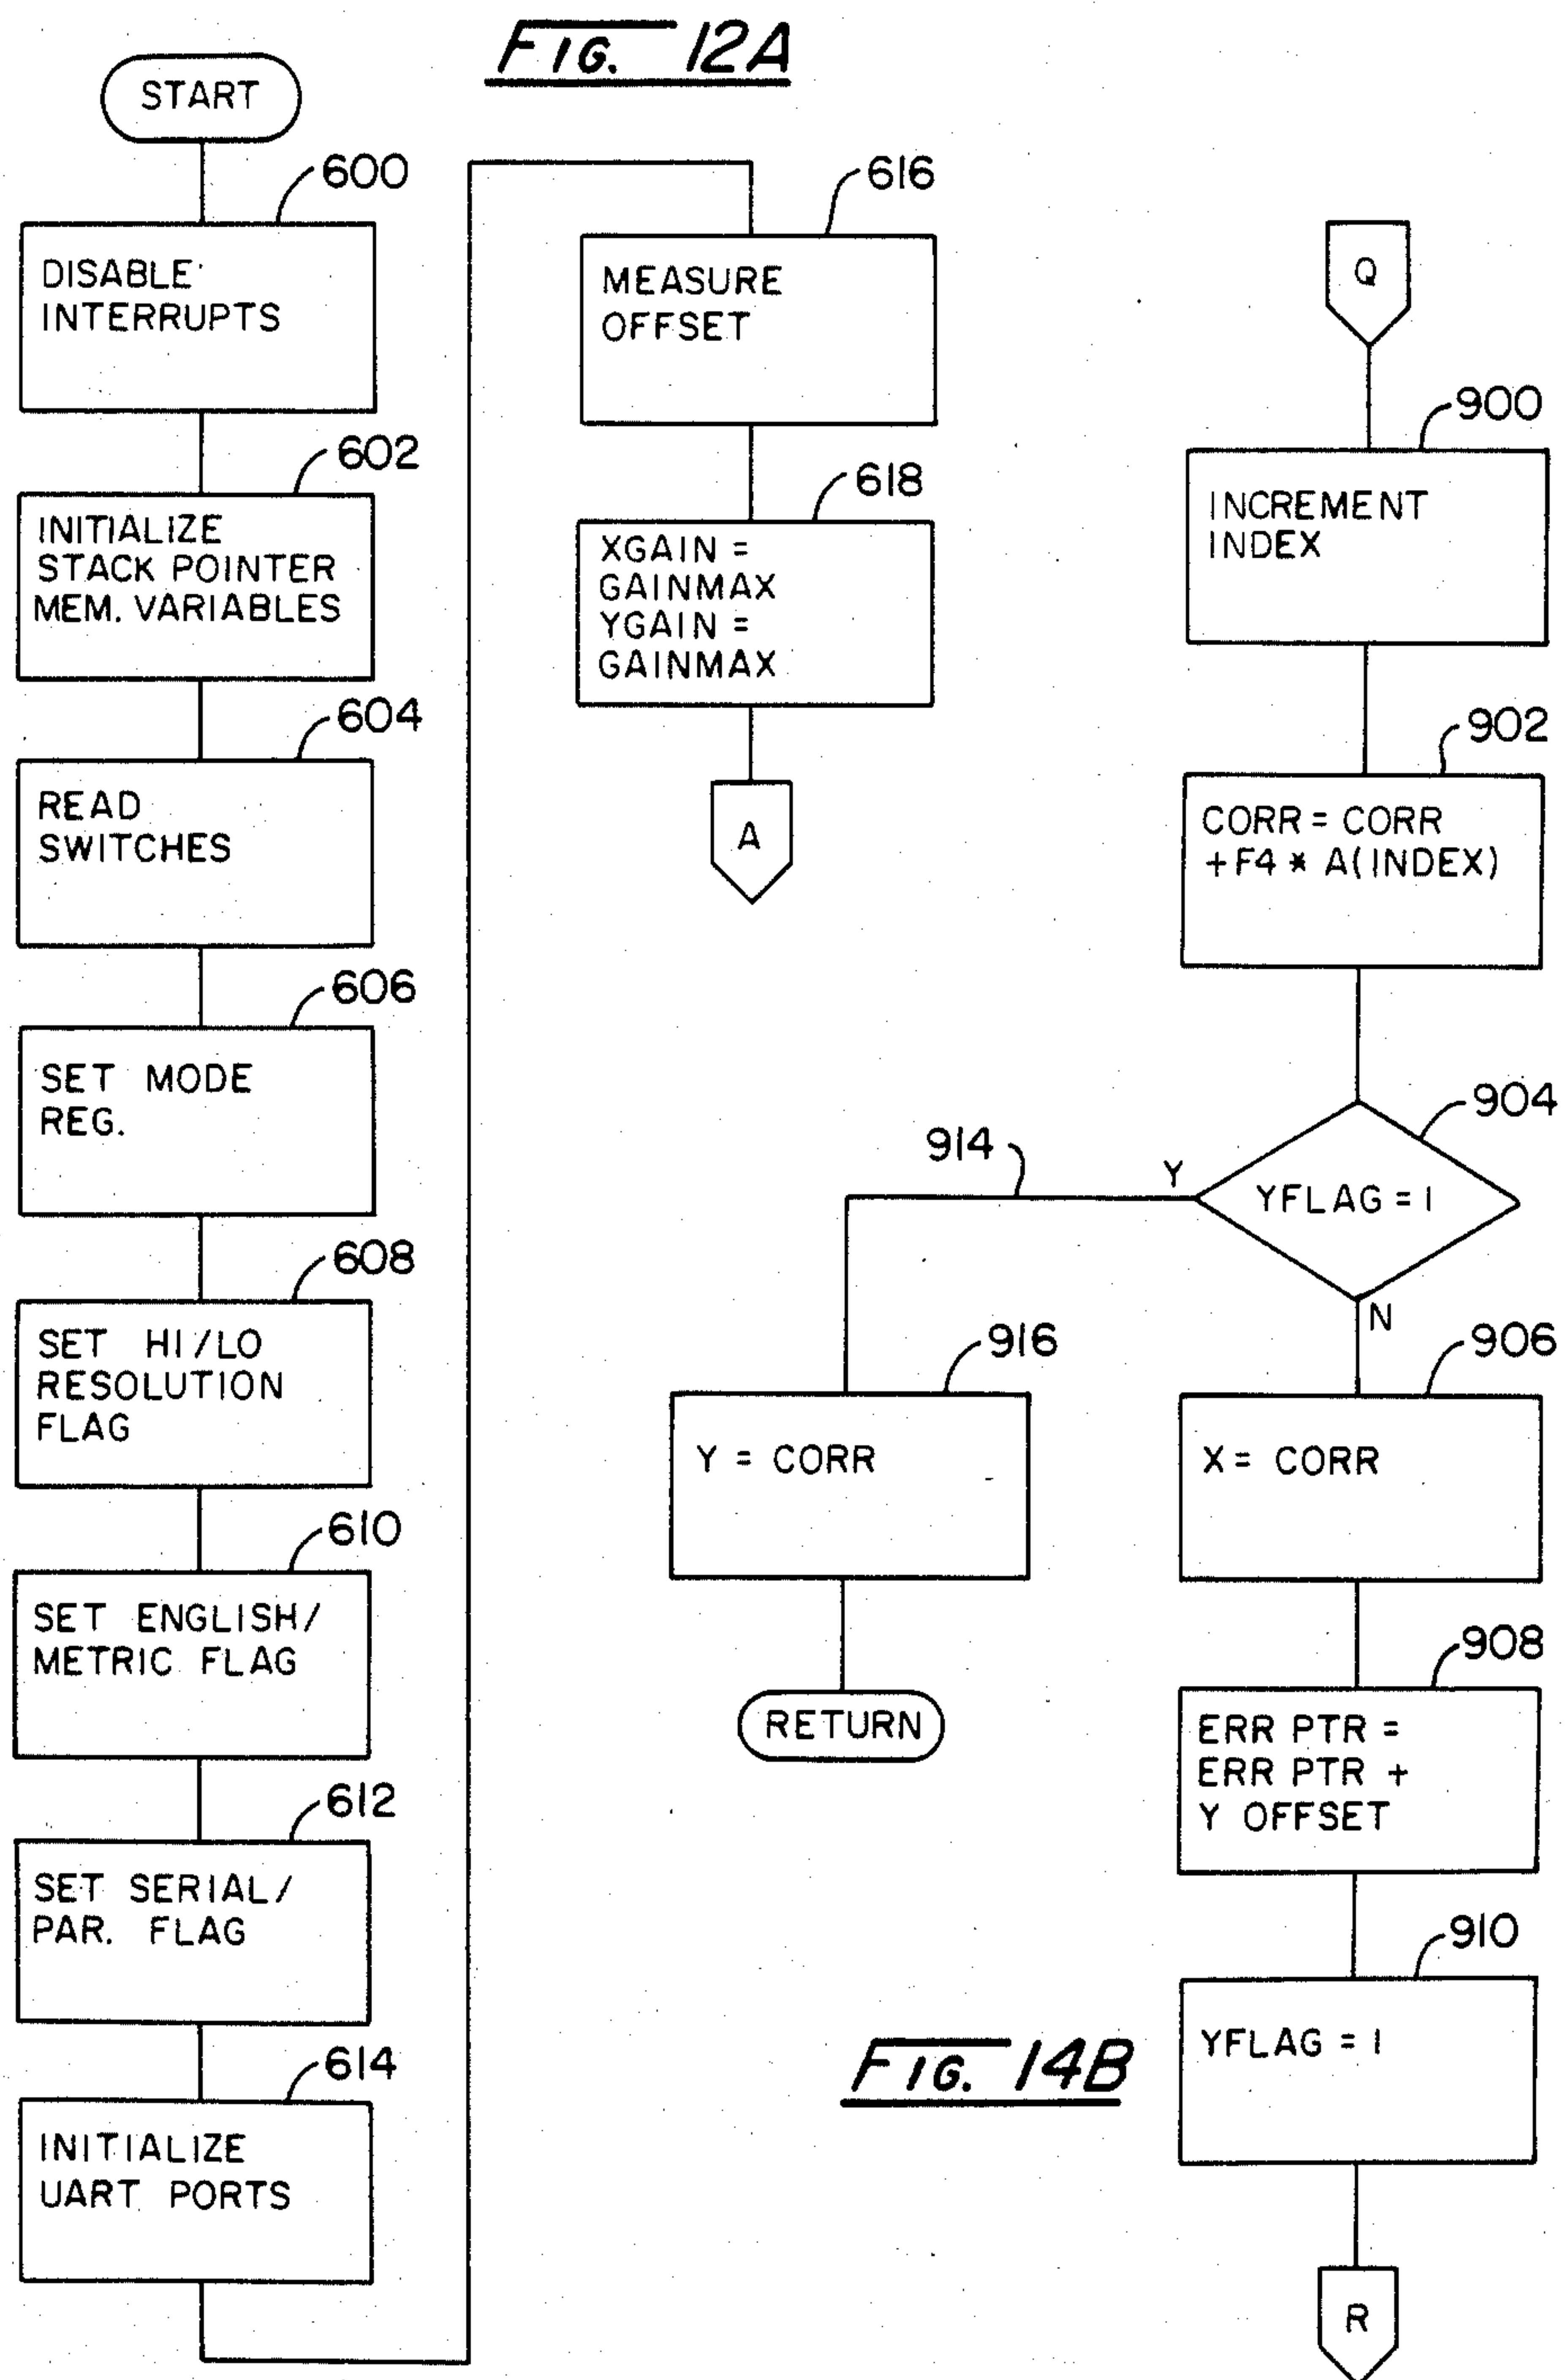 FIG. 12A
START
600
DISABLE
INTERRUPTS
602
INITIALIZE
STACK POINTER
MEM. VARIABLES
604
READ
SWITCHES
606
SET MODE
REG.
608
SET HI/LO
RESOLUTION
FLAG
610
SET ENGLISH/
METRIC FLAG
612
SET SERIAL/
PAR. FLAG
614
INITIALIZE
UART PORTS
616
MEASURE
OFFSET
618
XGAIN =
GAINMAX
YGAIN =
GAINMAX
A
Q
900
INCREMENT
INDEX
902
CORR = CORR
+F4 * A(INDEX)
904
YFLAG = 1
Y
914
N
916
Y = CORR
RETURN
906
X = CORR
908
ERR PTR =
ERR PTR +
Y OFFSET
910
YFLAG = 1
R
FIG. 14B